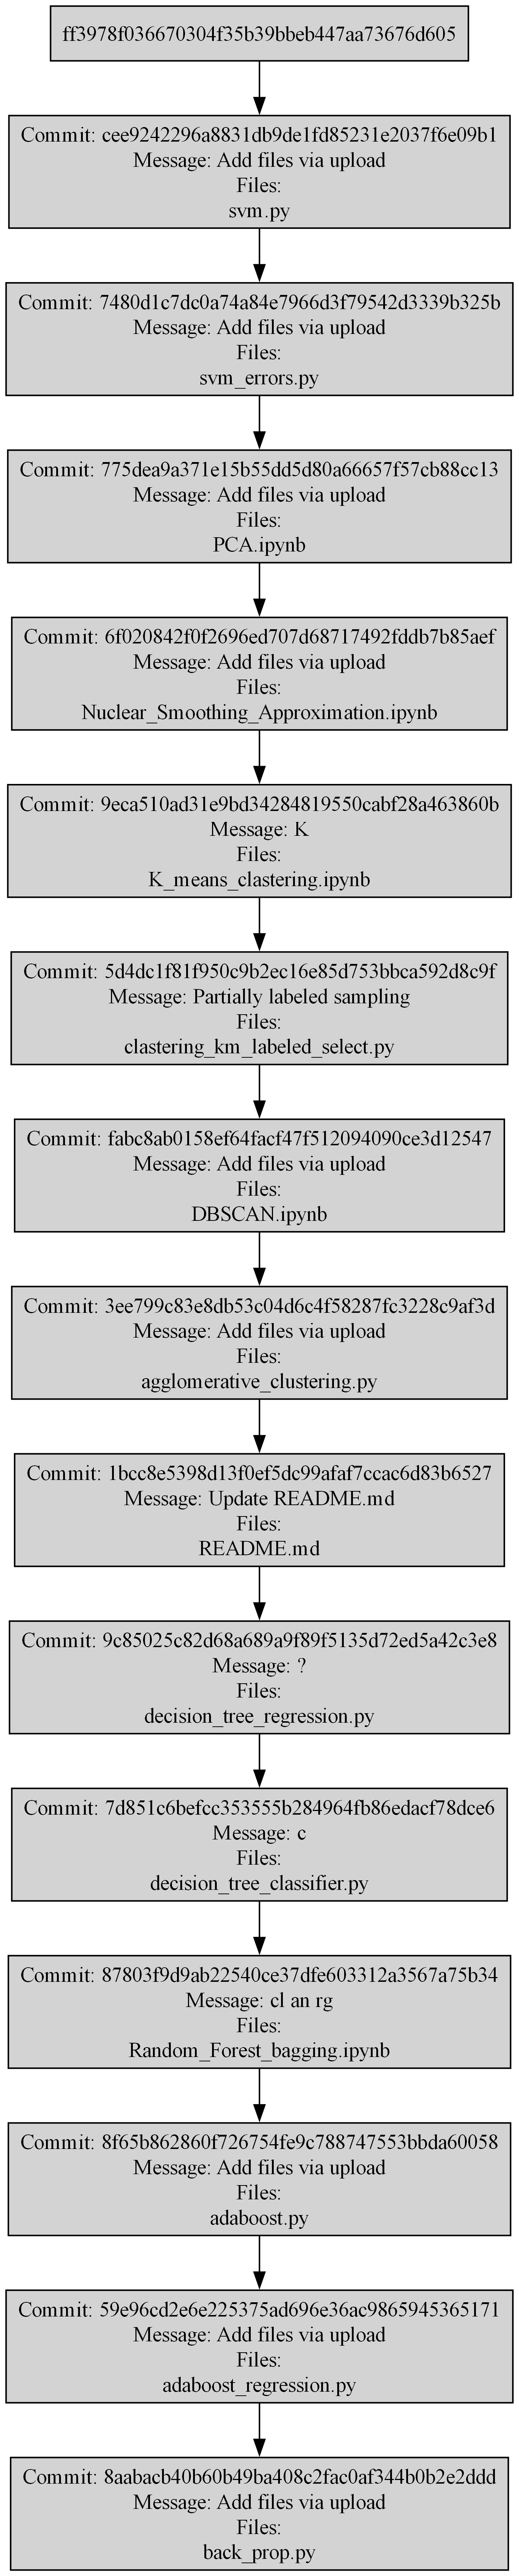 ff3978f036670304f35b39bbeb447aa73676d605
Commit: cee9242296a8831db9de1fd85231e2037f6e09b1
Message: Add files via upload
Files:
svm.py
Commit: 7480d1c7dc0a74a84e7966d3f79542d3339b325b
Message: Add files via upload
Files:
svm_errors.py
Commit: 775dea9a371e15b55dd5d80a66657f57cb88cc13
Message: Add files via upload
Files:
PCA.ipynb
Commit: 6f020842f0f2696ed707d68717492fddb7b85aef
Message: Add files via upload
Files:
Nuclear_Smoothing_Approximation.ipynb
Commit: 9eca510ad31e9bd34284819550cabf28a463860b
Message: K
Files:
K_means_clastering.ipynb
Commit: 5d4dc1f81f950c9b2ec16e85d753bbca592d8c9f
Message: Partially labeled sampling
Files:
clastering_km_labeled_select.py
Commit: fabc8ab0158ef64facf47f512094090ce3d12547
Message: Add files via upload
Files:
DBSCAN.ipynb
Commit: 3ee799c83e8db53c04d6c4f58287fc3228c9af3d
Message: Add files via upload
Files:
agglomerative_clustering.py
Commit: 1bcc8e5398d13f0ef5dc99afaf7ccac6d83b6527
Message: Update README.md
Files:
README.md
Commit: 9c85025c82d68a689a9f89f5135d72ed5a42c3e8
Message: ?
Files:
decision_tree_regression.py
Commit: 7d851c6befcc353555b284964fb86edacf78dce6
Message: c
Files:
decision_tree_classifier.py
Commit: 87803f9d9ab22540ce37dfe603312a3567a75b34
Message: cl an rg
Files:
Random_Forest_bagging.ipynb
Commit: 8f65b862860f726754fe9c788747553bbda60058
Message: Add files via upload
Files:
adaboost.py
Commit: 59e96cd2e6e225375ad696e36ac9865945365171
Message: Add files via upload
Files:
adaboost_regression.py
Commit: 8aabacb40b60b49ba408c2fac0af344b0b2e2ddd
Message: Add files via upload
Files:
back_prop.py